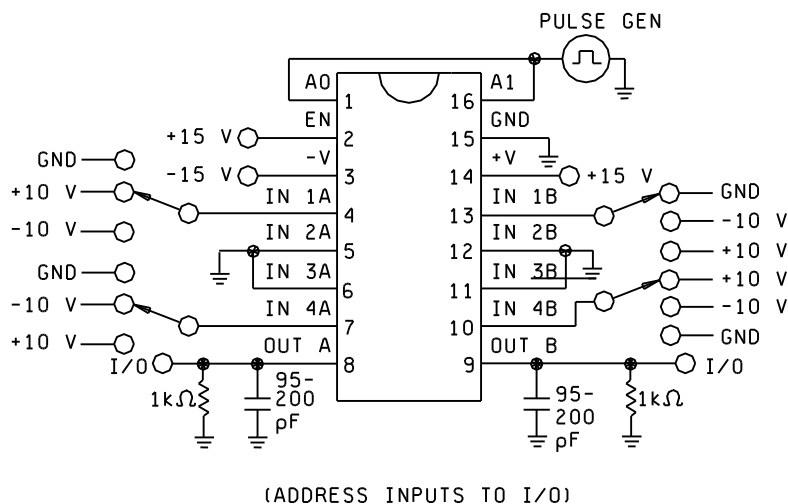 PULSE GEN
A0 A1
1 16
EN GND
+15 V 2 15
-V +V
-15 V 3 14 +15 V
GND
+10 V
-10 V
IN 1A IN 1B
4 13
GND
-10 V
+10 V
IN 2A IN 2B
5 12
IN 3A IN 3B
6 11
GND
-10 V
+10 V
IN 4A IN 4B
7 10
+10 V
-10 V
GND
OUT A OUT B
I/O 8 9 I/O
1kΩ
95-
200
pF
95-
200
pF
1kΩ
(ADDRESS INPUTS TO I/O)